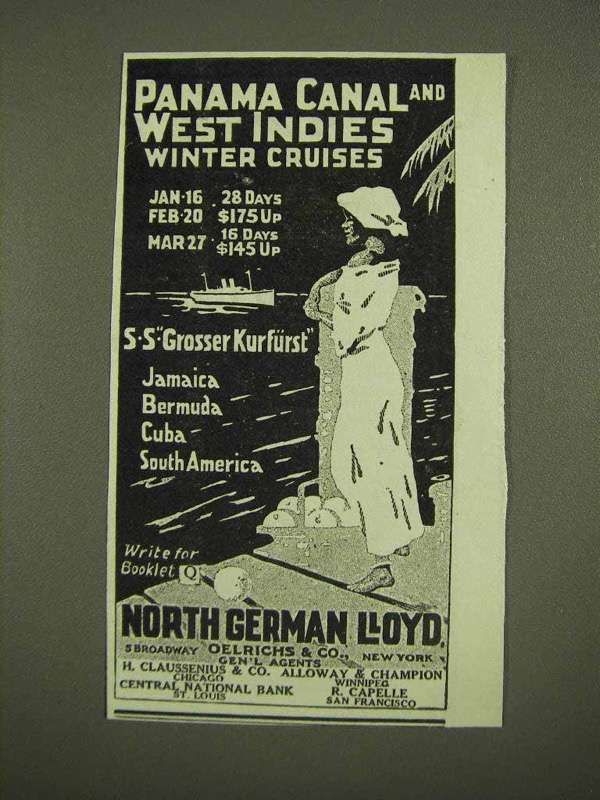 PANAMA CANAL AND
WEST INDIES
WINTER CRUISES
JAN·16 · 28 DAYS
FEB·20 $175 UP
MAR 27 · 16 DAYS
$145 UP
S·S·"Grosser Kurfürst"
Jamaica
Bermuda
Cuba
South America
Write for
Booklet Q
NORTH GERMAN LLOYD.
5 BROADWAY OELRICHS & CO., NEW YORK
GEN'L AGENTS
H. CLAUSSENIUS & CO. ALLOWAY & CHAMPION
CHICAGO WINNIPEG
CENTRAL NATIONAL BANK R. CAPELLE
ST. LOUIS SAN FRANCISCO